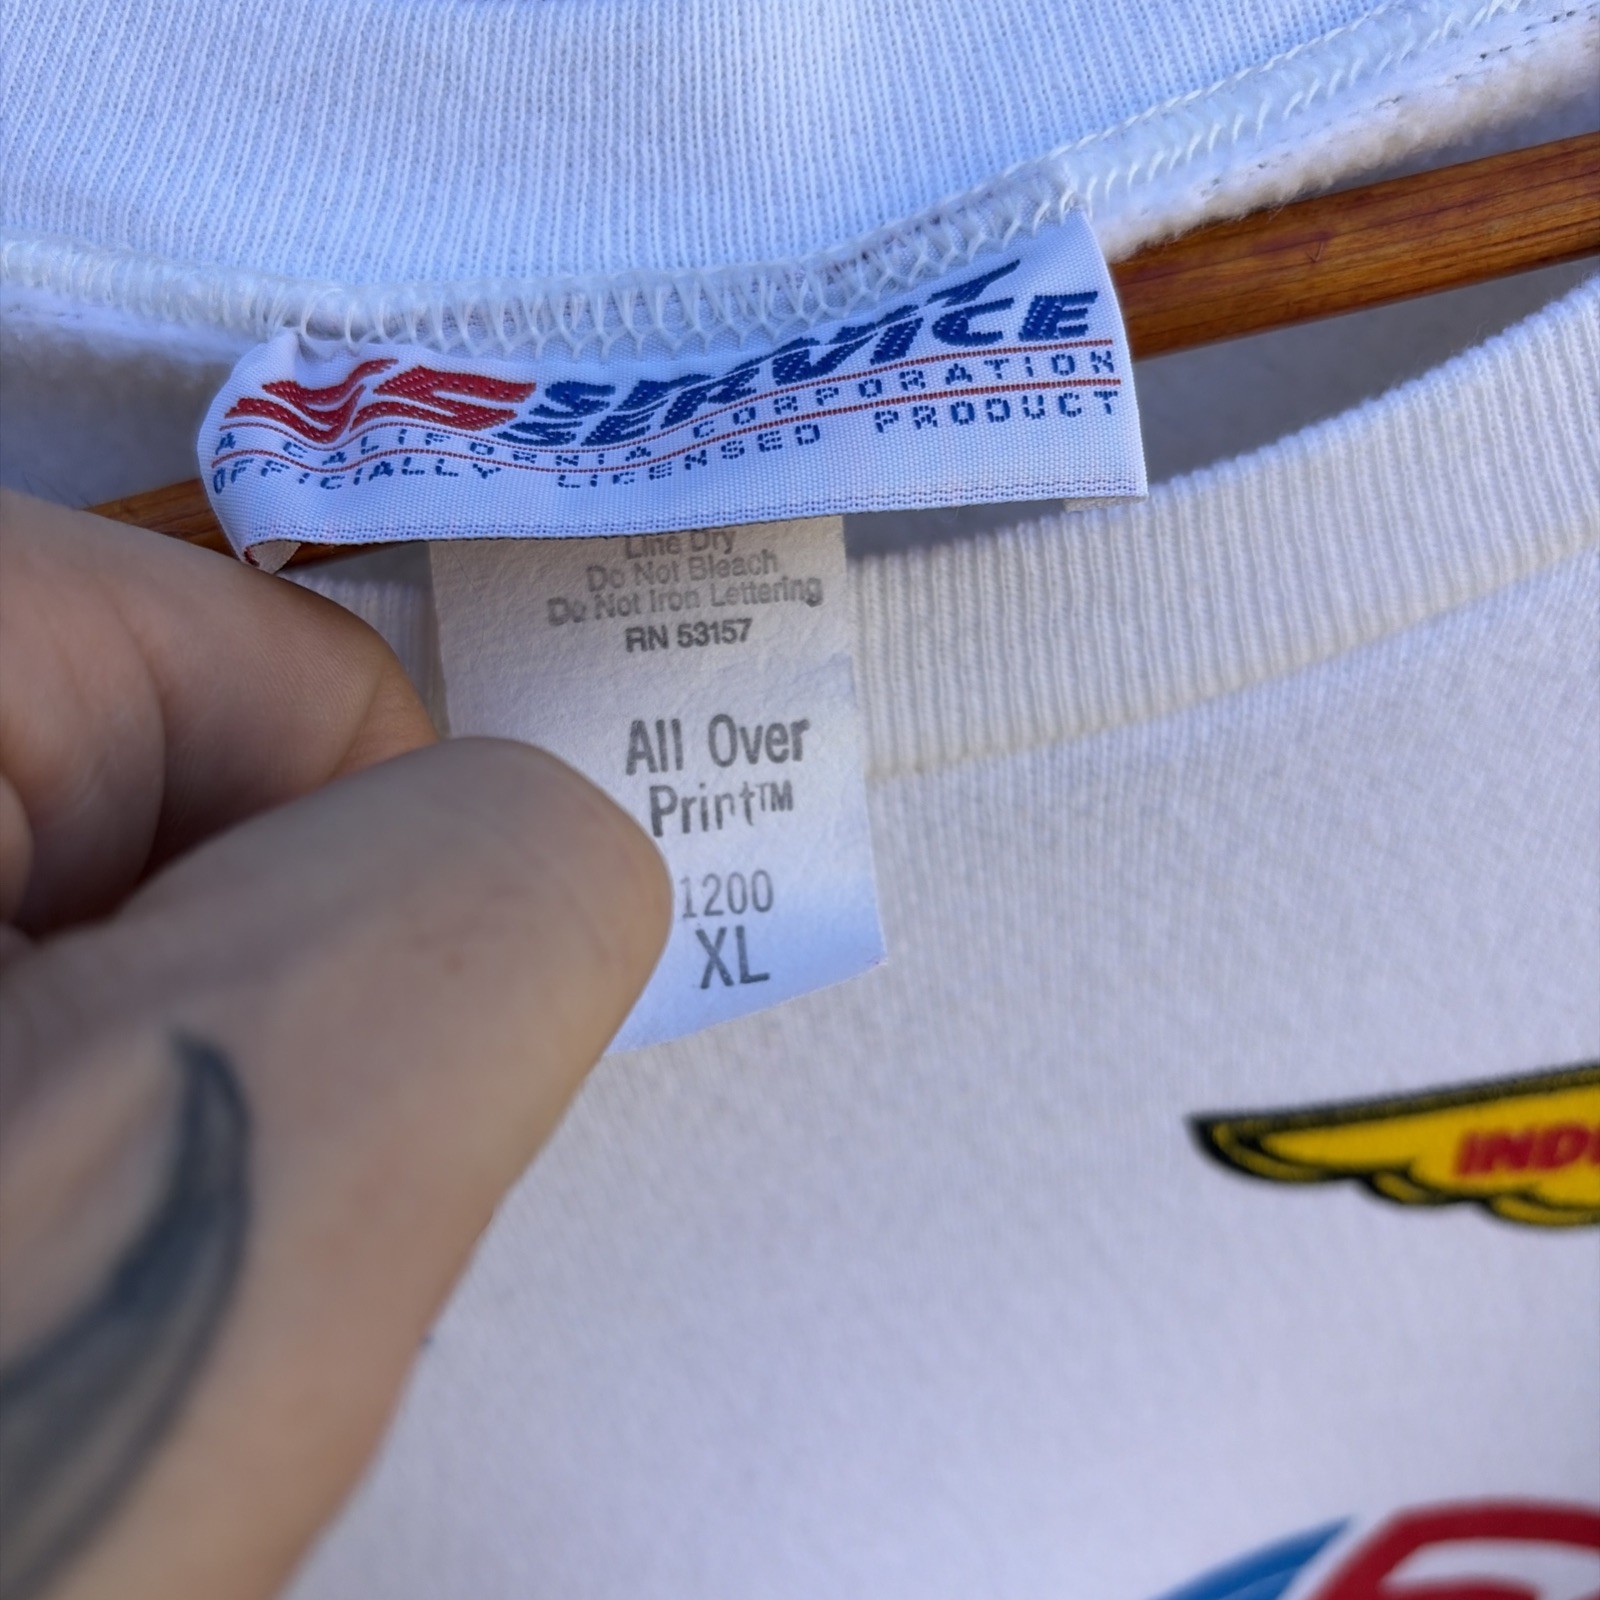 US SERVICE
A CALIFORNIA CORPORATION
OFFICIALLY LICENSED PRODUCT
Line Dry
Do Not Bleach
Do Not Iron Lettering
RN 53157
All Over
Print™
1200
XL